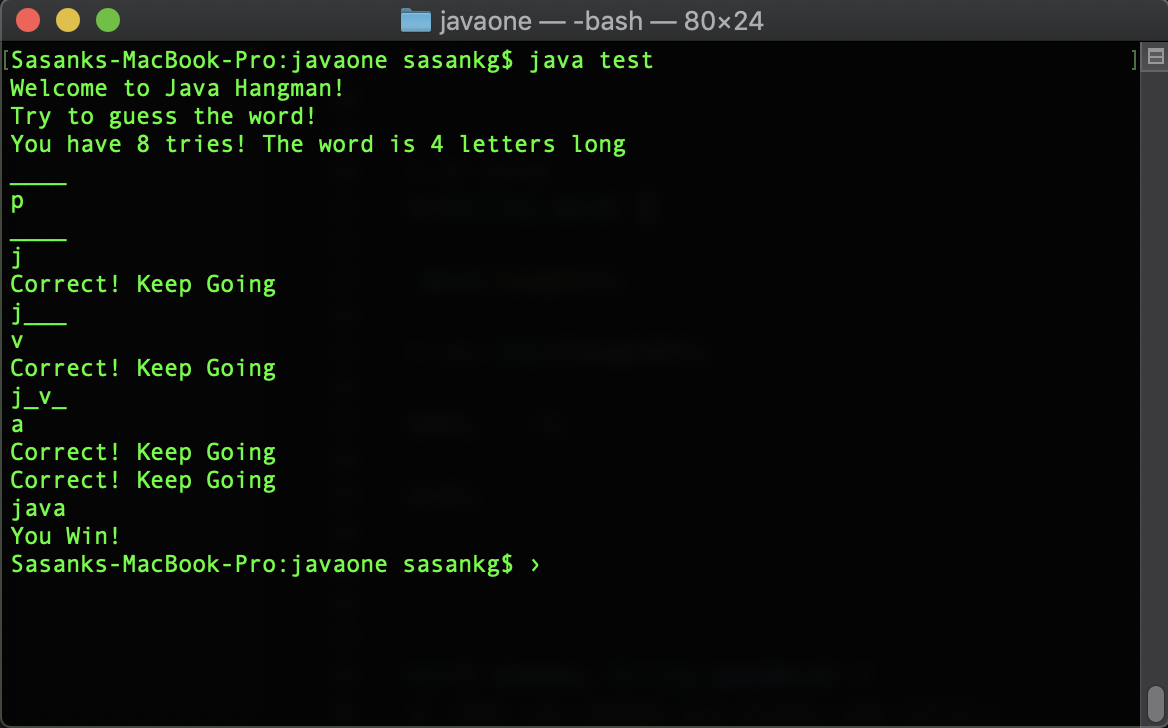 javaone — -bash — 80×24
[Sasanks-MacBook-Pro:javaone sasankg$ java test ]
Welcome to Java Hangman!
Try to guess the word!
You have 8 tries! The word is 4 letters long
____
p
____
j
Correct! Keep Going
j___
v
Correct! Keep Going
j_v_
a
Correct! Keep Going
Correct! Keep Going
java
You Win!
Sasanks-MacBook-Pro:javaone sasankg$ ›